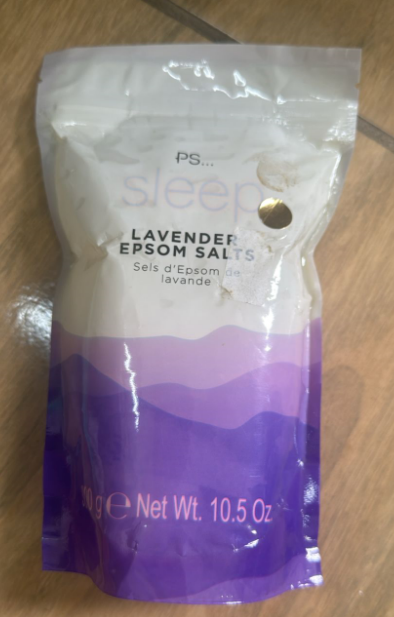 PS...
sleep
LAVENDER
EPSOM SALTS
Sels d'Epsom de
lavande
g ℮ Net Wt. 10.5 Oz